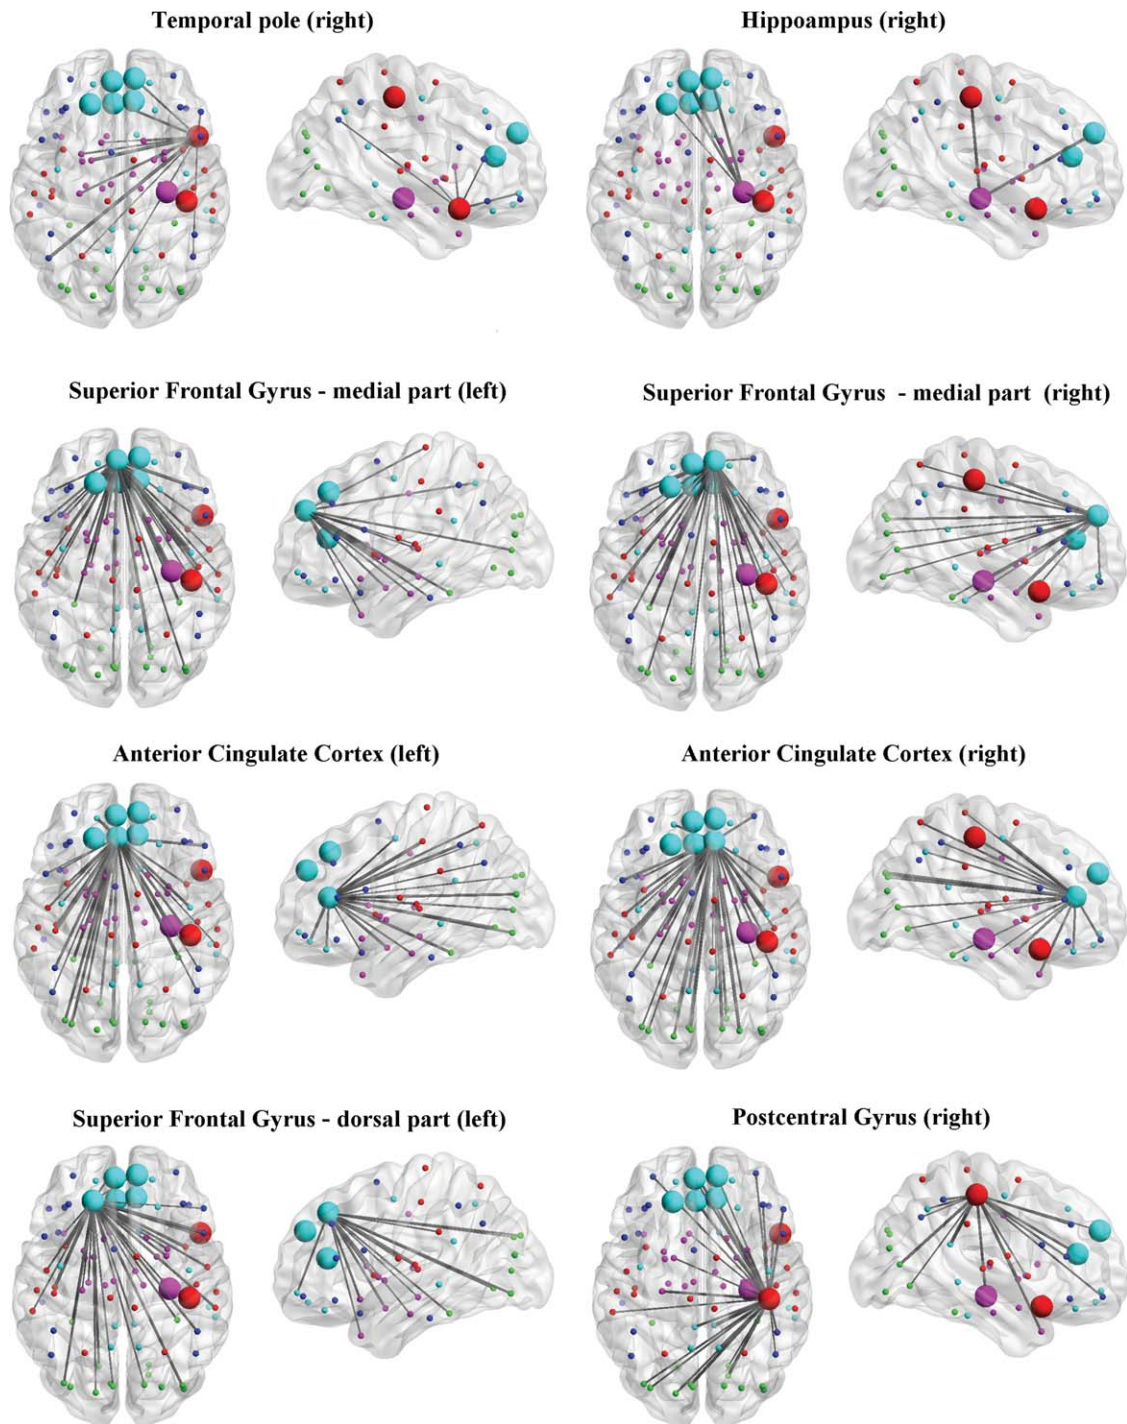 Temporal pole (right)
Hippoampus (right)
Superior Frontal Gyrus - medial part (left)
Superior Frontal Gyrus - medial part (right)
Anterior Cingulate Cortex (left)
Anterior Cingulate Cortex (right)
Superior Frontal Gyrus - dorsal part (left)
Postcentral Gyrus (right)